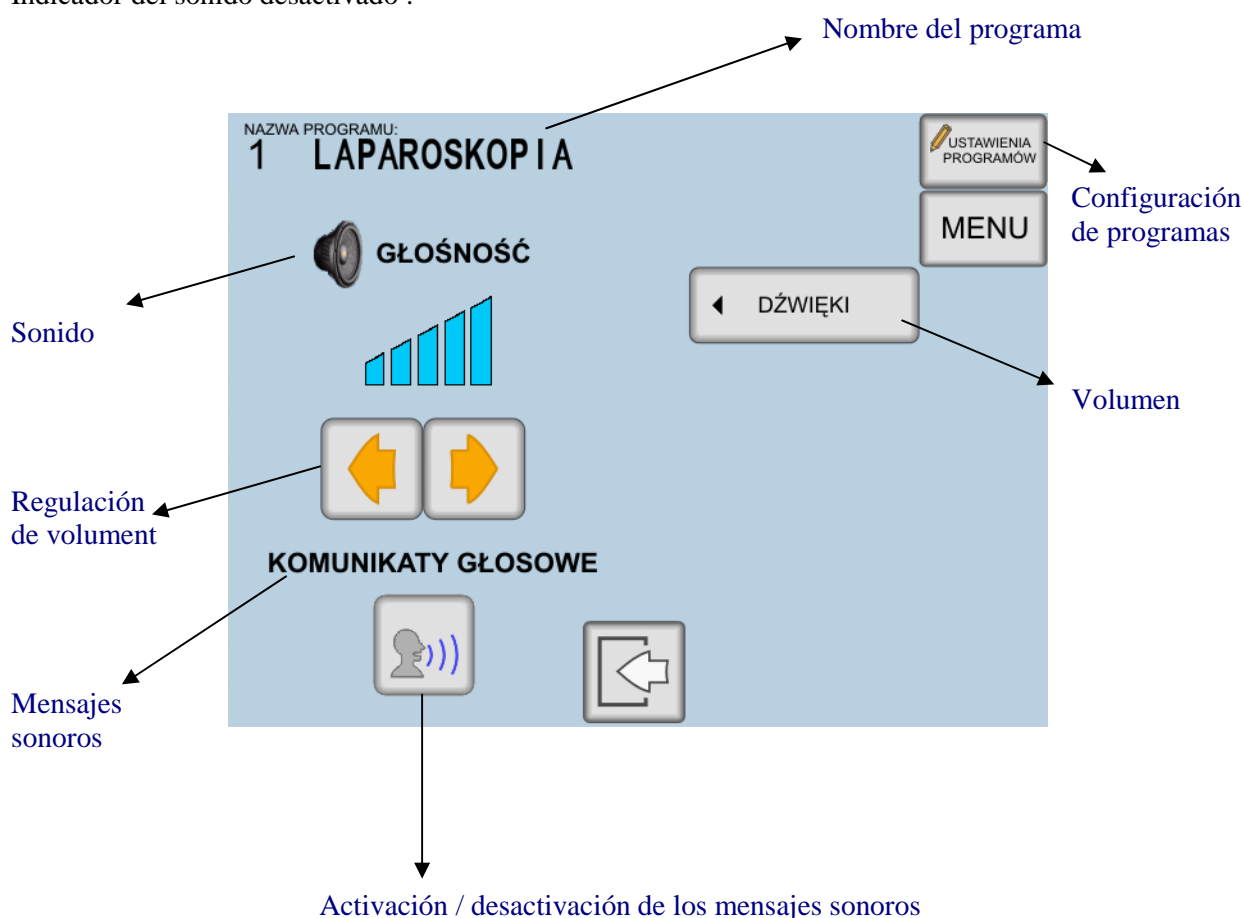 Indicador del sonido desactivado .
Nombre del programa
NAZWA PROGRAMU:
1 LAPAROSKOPIA
USTAWIENIA
PROGRAMÓW
Configuración
de programas
MENU
GŁOŚNOŚĆ
DŹWIĘKI
Sonido
Volumen
Regulación
de volument
KOMUNIKATY GŁOSOWE
Mensajes
sonoros
Activación / desactivación de los mensajes sonoros